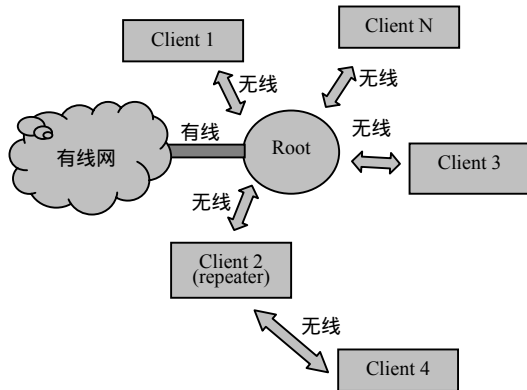 Client 1
Client N
无线
无线
有线
无线
有线网
Root
Client 3
无线
Client 2
(repeater)
无线
Client 4